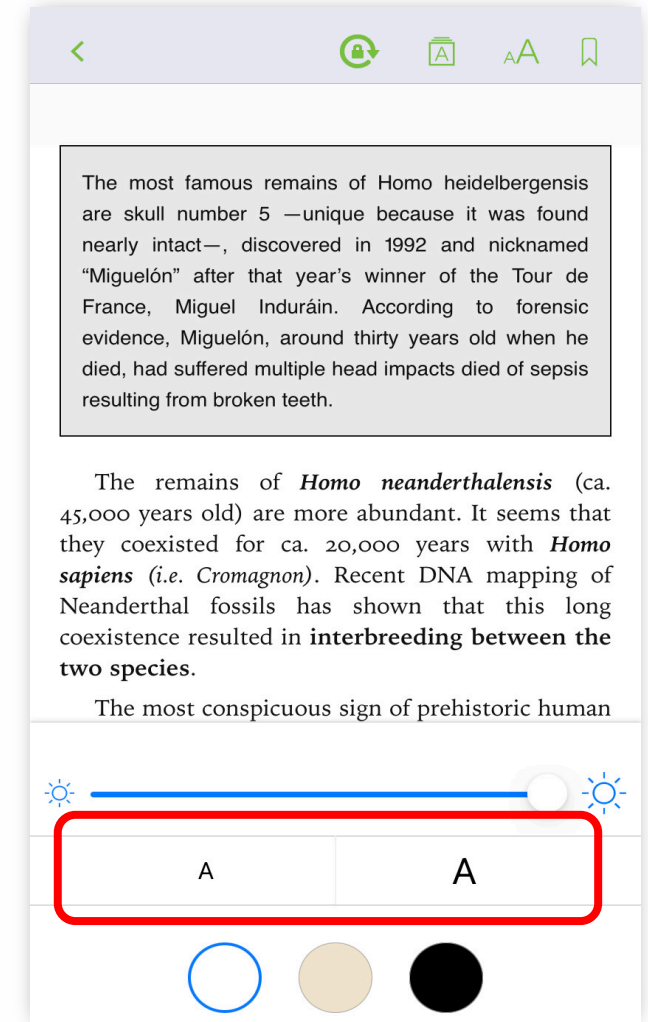 A
AA
The most famous remains of Homo heidelbergensis
are skull number 5 —unique because it was found
nearly intact—, discovered in 1992 and nicknamed
“Miguelón” after that year’s winner of the Tour de
France, Miguel Induráin. According to forensic
evidence, Miguelón, around thirty years old when he
died, had suffered multiple head impacts died of sepsis
resulting from broken teeth.
The remains of Homo neanderthalensis (ca.
45,000 years old) are more abundant. It seems that
they coexisted for ca. 20,000 years with Homo
sapiens (i.e. Cromagnon). Recent DNA mapping of
Neanderthal fossils has shown that this long
coexistence resulted in interbreeding between the
two species.
The most conspicuous sign of prehistoric human
A
A